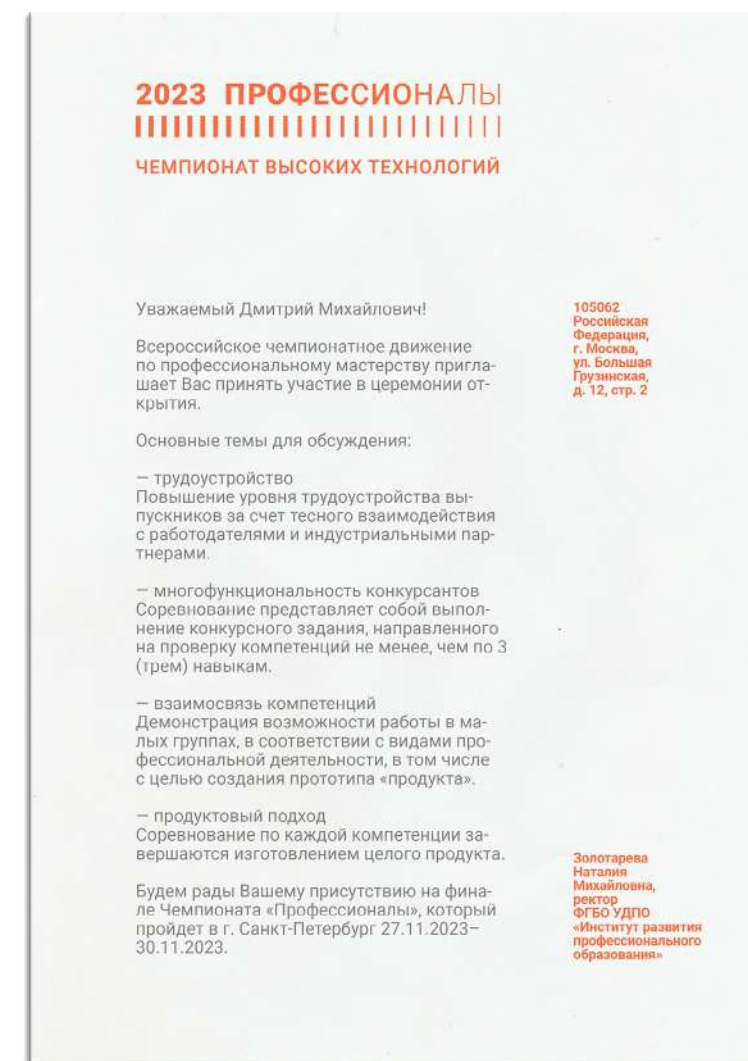 2023 ПРОФЕССИОНАЛЫ
ЧЕМПИОНАТ ВЫСОКИХ ТЕХНОЛОГИЙ
Уважаемый Дмитрий Михайлович!
Всероссийское чемпионатное движение
по профессиональному мастерству пригла-
шает Вас принять участие в церемонии от-
крытия.
Основные темы для обсуждения:
— трудоустройство
Повышение уровня трудоустройства вы-
пускников за счет тесного взаимодействия
с работодателями и индустриальными пар-
тнерами.
— многофункциональность конкурсантов
Соревнование представляет собой выпол-
нение конкурсного задания, направленного
на проверку компетенций не менее, чем по 3
(трем) навыкам.
— взаимосвязь компетенций
Демонстрация возможности работы в ма-
лых группах, в соответствии с видами про-
фессиональной деятельности, в том числе
с целью создания прототипа «продукта».
— продуктовый подход
Соревнование по каждой компетенции за-
вершаются изготовлением целого продукта.
Будем рады Вашему присутствию на фина-
ле Чемпионата «Профессионалы», который
пройдет в г. Санкт-Петербург 27.11.2023–
30.11.2023.
105062
Российская
Федерация,
г. Москва,
ул. Большая
Грузинская,
д. 12, стр. 2
Золотарева
Наталия
Михайловна,
ректор
ФГБО УДПО
«Институт развития
профессионального
образования»